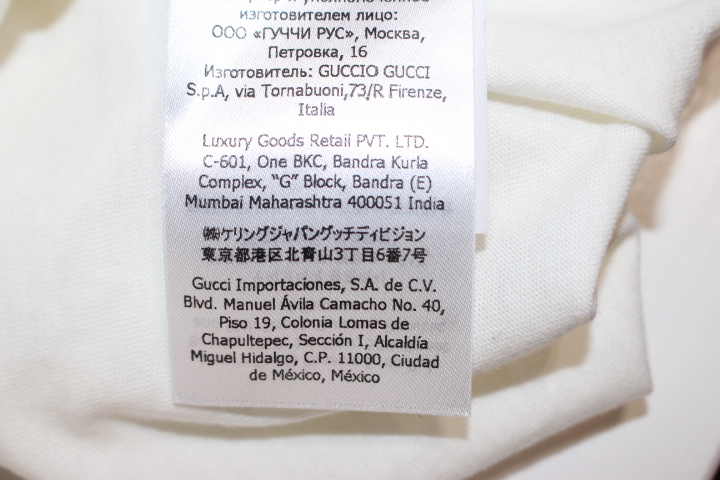 изготовителем лицо:
ООО «ГУЧЧИ РУС», Москва,
Петровка, 16
Изготовитель: GUCCIO GUCCI
S.p.A, via Tornabuoni,73/R Firenze,
Italia
Luxury Goods Retail PVT. LTD.
C-601, One BKC, Bandra Kurla
Complex, “G” Block, Bandra (E)
Mumbai Maharashtra 400051 India
㈱ケリングジャパングッチディビジョン
東京都港区北青山3丁目6番7号
Gucci Importaciones, S.A. de C.V.
Blvd. Manuel Ávila Camacho No. 40,
Piso 19, Colonia Lomas de
Chapultepec, Sección I, Alcaldía
Miguel Hidalgo, C.P. 11000, Ciudad
de México, México